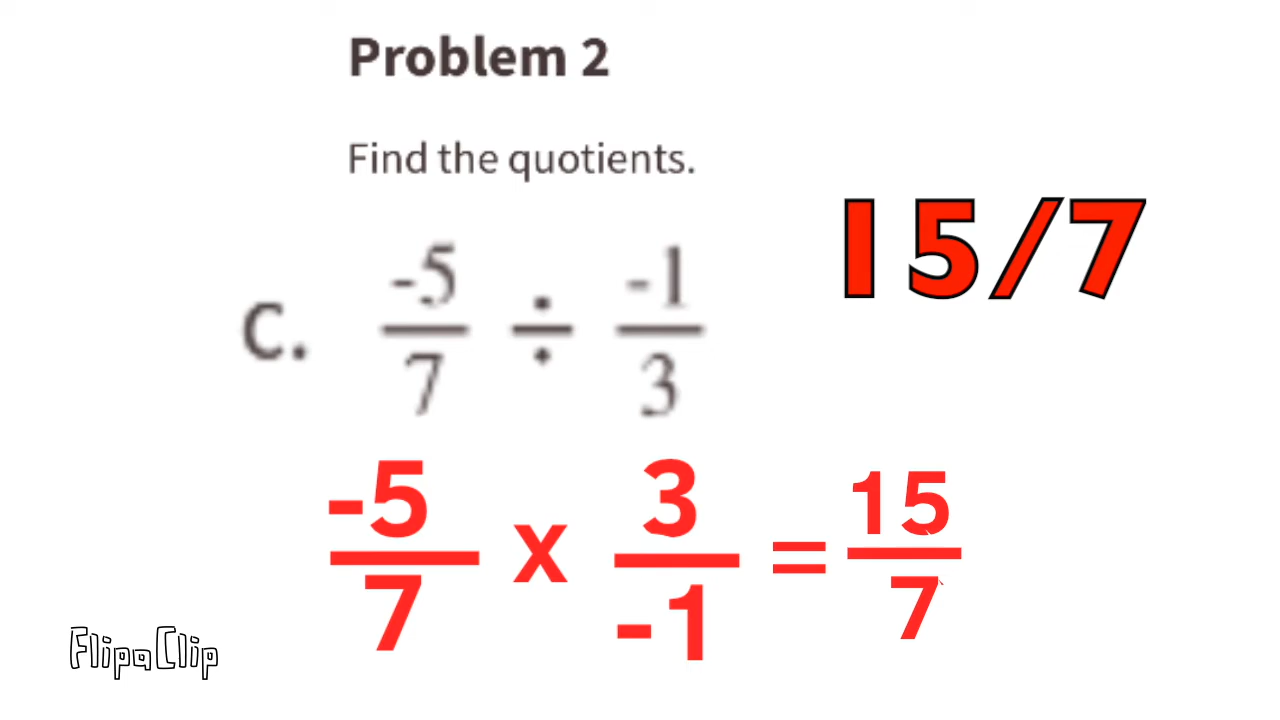 Problem 2
Find the quotients.
15/7
C. -5/7 ÷ -1/3
-5/7 x 3/-1 = 15/7
FlipaClip